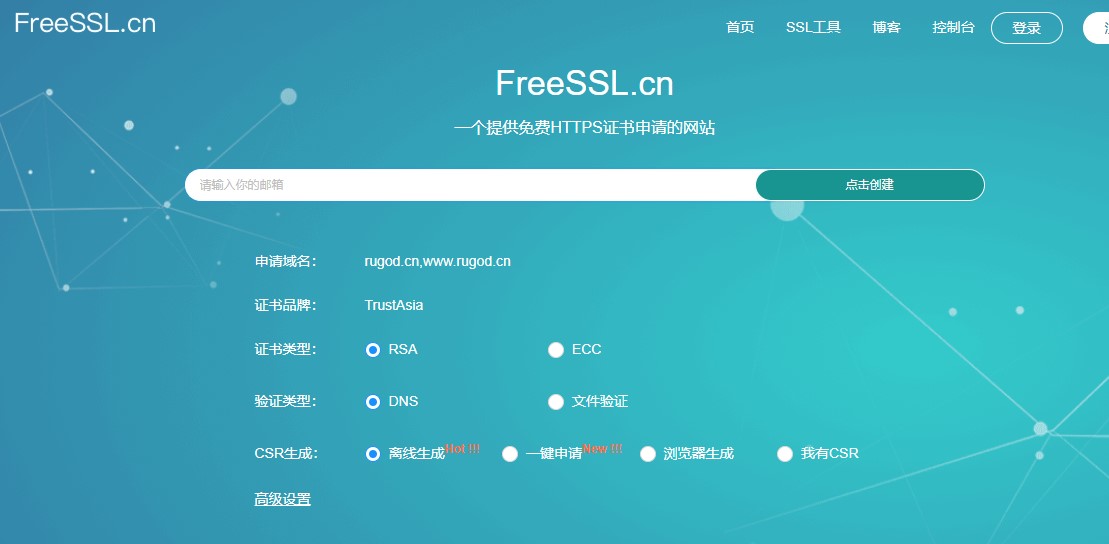 FreeSSL.cn
首页 SSL工具 博客 控制台 登录
FreeSSL.cn
一个提供免费HTTPS证书申请的网站
请输入你的邮箱 点击创建
申请域名： rugod.cn,www.rugod.cn
证书品牌： TrustAsia
证书类型： RSA ECC
验证类型： DNS 文件验证
CSR生成： 离线生成Hot !!! 一键申请New !!! 浏览器生成 我有CSR
高级设置